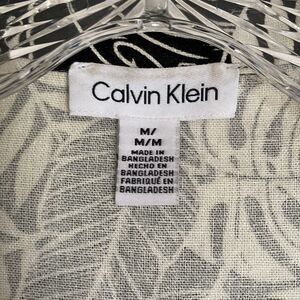 Calvin Klein
M/
M/M
MADE IN
BANGLADESH
HECHO EN
BANGLADESH
FABRIQUÉ EN
BANGLADESH